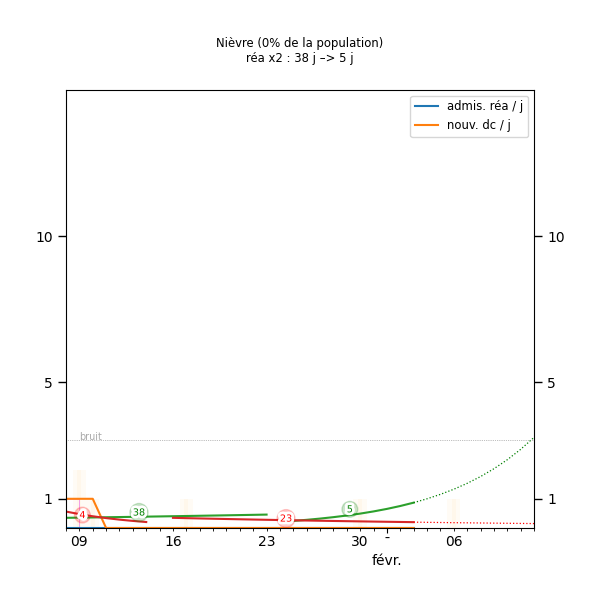 Nièvre (0% de la population)
réa x2 : 38 j –> 5 j
admis. réa / j
nouv. dc / j
10 10
5 5
bruit
1 1
4 38 23 5
09 16 23 30 - 06
févr.